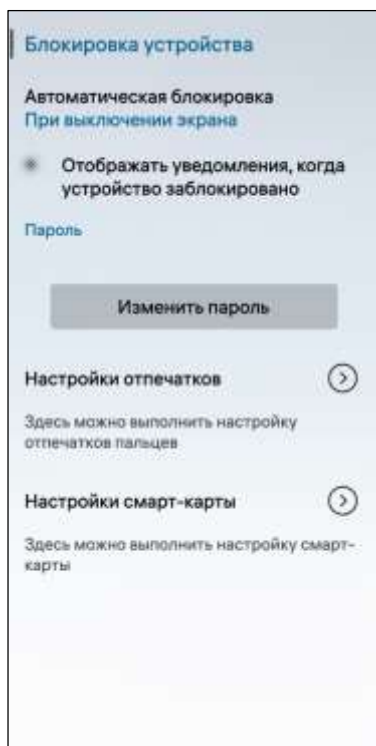 Блокировка устройства
Автоматическая блокировка
При выключении экрана
Отображать уведомления, когда
устройство заблокировано
Пароль
Изменить пароль
Настройки отпечатков
Здесь можно выполнить настройку
отпечатков пальцев
Настройки смарт-карты
Здесь можно выполнить настройку смарт-
карты